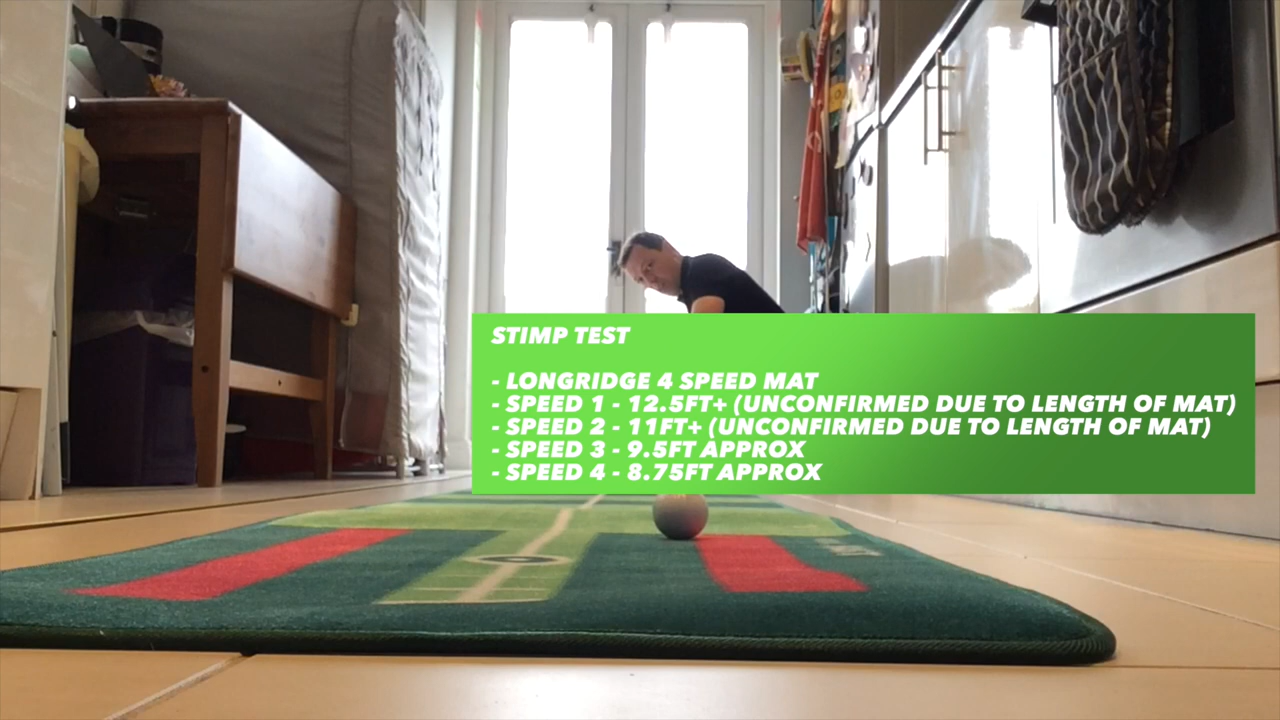 STIMP TEST
- LONGRIDGE 4 SPEED MAT
- SPEED 1 - 12.5FT+ (UNCONFIRMED DUE TO LENGTH OF MAT)
- SPEED 2 - 11FT+ (UNCONFIRMED DUE TO LENGTH OF MAT)
- SPEED 3 - 9.5FT APPROX
- SPEED 4 - 8.75FT APPROX